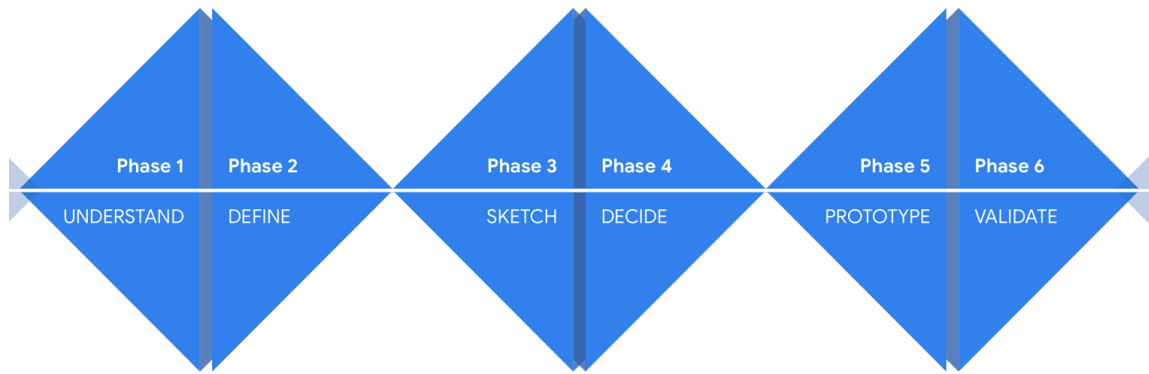 Phase 1
Phase 2
Phase 3
Phase 4
Phase 5
Phase 6
UNDERSTAND
DEFINE
SKETCH
DECIDE
PROTOTYPE
VALIDATE